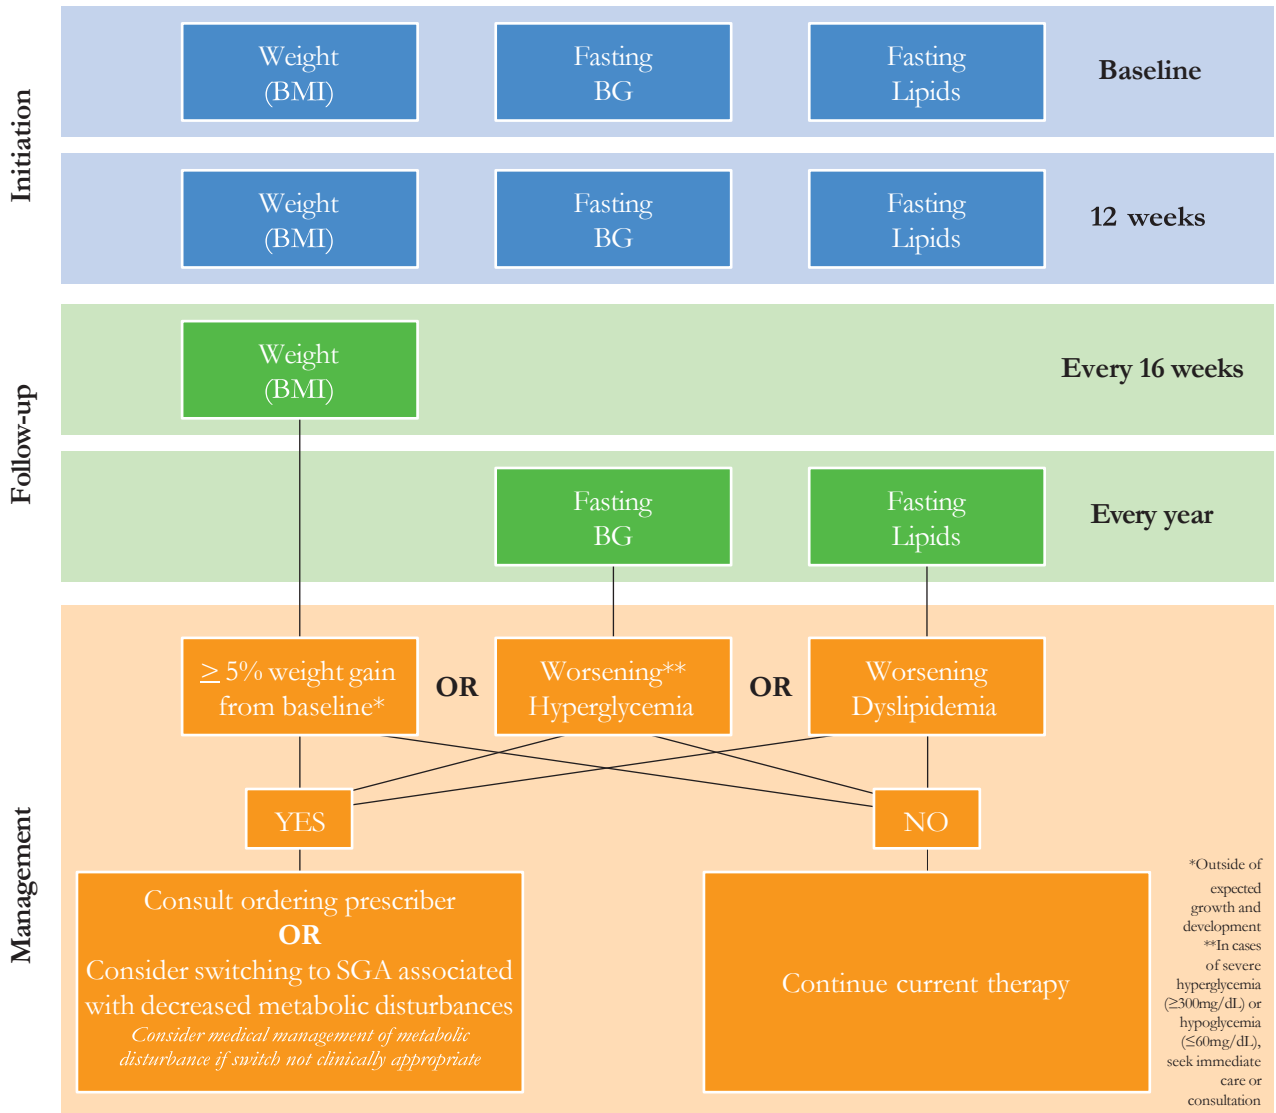 Initiation
Weight
(BMI)
Fasting
BG
Fasting
Lipids
Baseline
Weight
(BMI)
Fasting
BG
Fasting
Lipids
12 weeks
Follow-up
Weight
(BMI)
Every 16 weeks
Fasting
BG
Fasting
Lipids
Every year
Management
≥ 5% weight gain
from baseline*
OR
Worsening**
Hyperglycemia
OR
Worsening
Dyslipidemia
YES
NO
Consult ordering prescriber
OR
Consider switching to SGA associated
with decreased metabolic disturbances
Consider medical management of metabolic
disturbance if switch not clinically appropriate
Continue current therapy
*Outside of
expected
growth and
development
**In cases
of severe
hyperglycemia
(≥300mg/dL) or
hypoglycemia
(≤60mg/dL),
seek immediate
care or
consultation